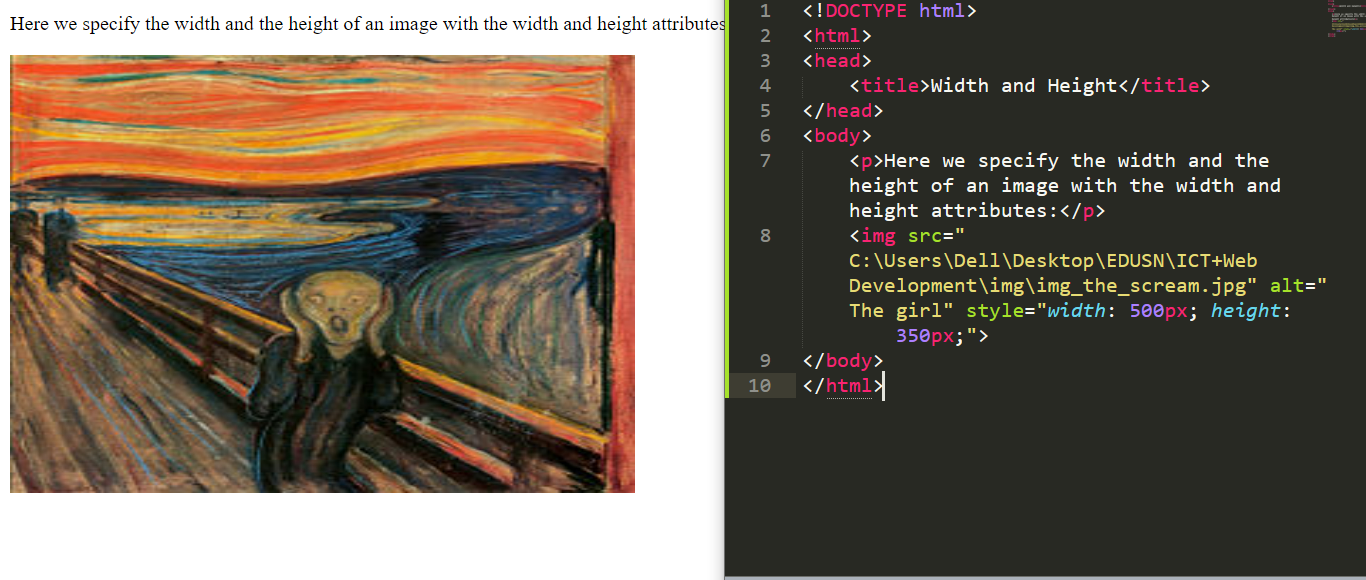 Here we specify the width and the height of an image with the width and height attributes
1 <!DOCTYPE html>
2 <html>
3 <head>
4 <title>Width and Height</title>
5 </head>
6 <body>
7 <p>Here we specify the width and the
height of an image with the width and
height attributes:</p>
8 <img src="
C:\Users\Dell\Desktop\EDUSN\ICT+Web
Development\img\img_the_scream.jpg" alt="
The girl" style="width: 500px; height:
350px;">
9 </body>
10 </html>